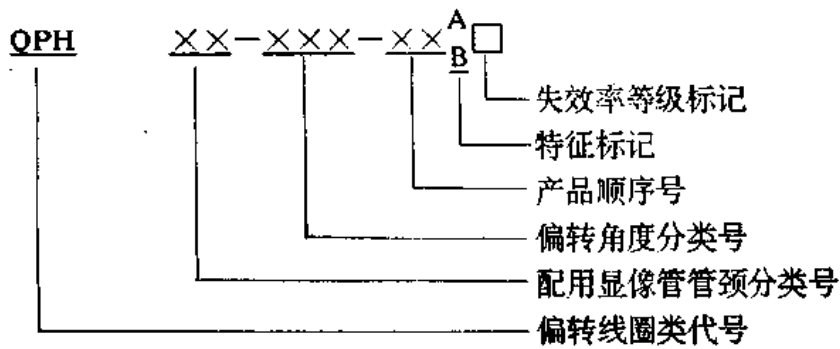 QPH ××-×××-××A□
B
失效率等级标记
特征标记
产品顺序号
偏转角度分类号
配用显像管管颈分类号
偏转线圈类代号